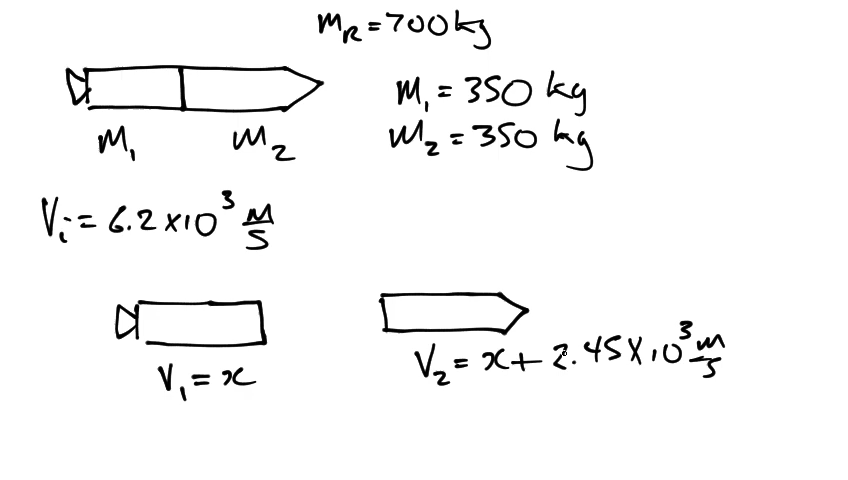 m_R = 700 kg
m_1 = 350 kg
m_1 m_2 m_2 = 350 kg
V_i = 6.2 × 10^3 m/s
V_1 = x
V_2 = x + 2.45 × 10^3 m/s